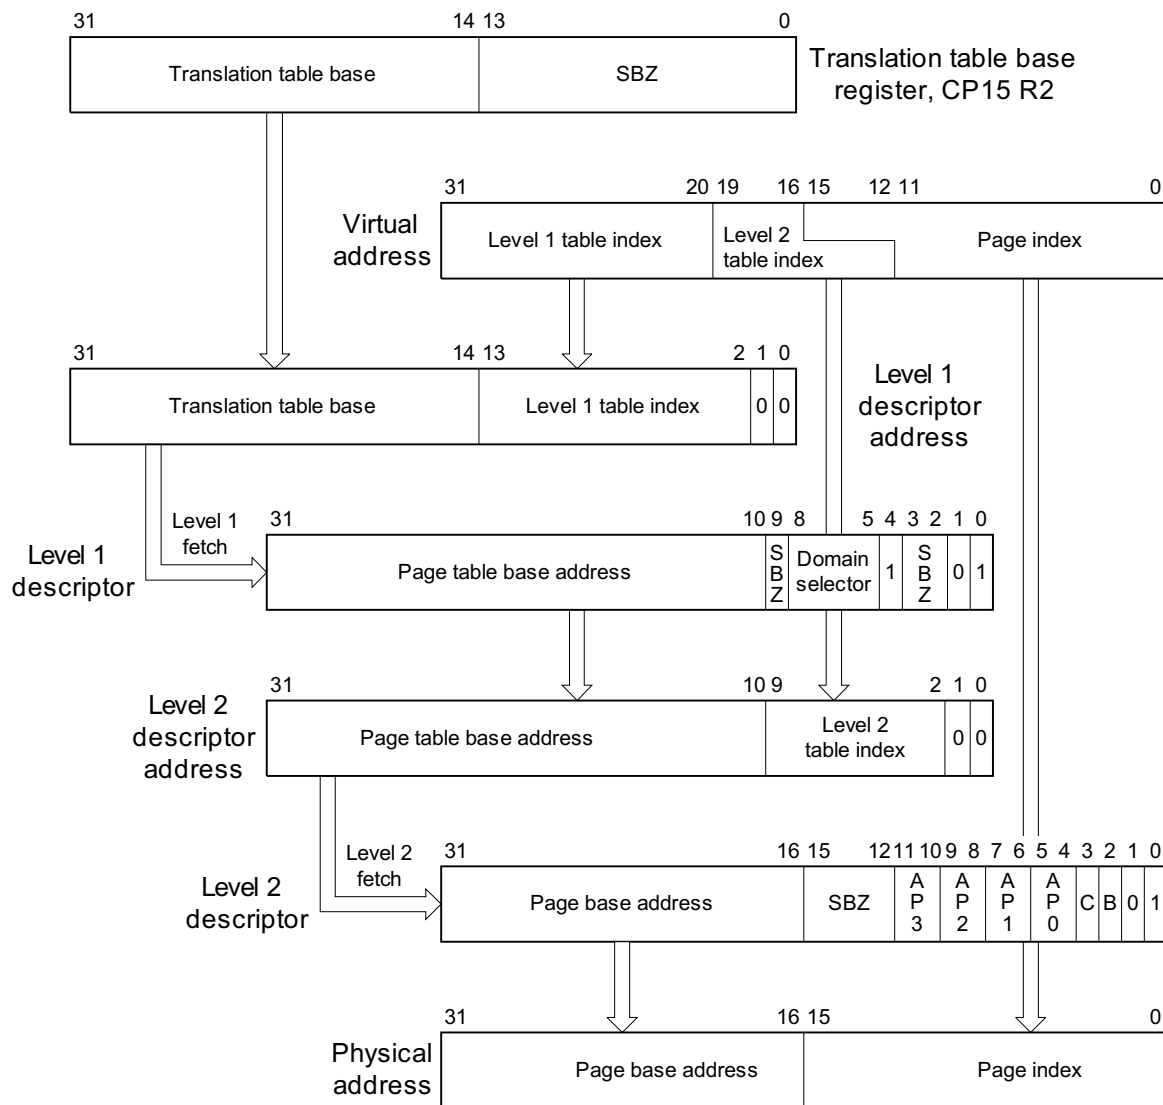 31 14 13 0
Translation table base SBZ
Translation table base
register, CP15 R2
31 20 19 16 15 12 11 0
Virtual
address
Level 1 table index
Level 2
table index
Page index
31 14 13 2 1 0
Translation table base Level 1 table index 0 0
Level 1
descriptor
address
Level 1
fetch
Level 1
descriptor
31 10 9 8 5 4 3 2 1 0
Page table base address
S
B
Z
Domain
selector
1
S
B
Z
0 1
31 10 9 2 1 0
Level 2
descriptor
address
Page table base address
Level 2
table index
0 0
Level 2
fetch
Level 2
descriptor
31 16 15 12 11 10 9 8 7 6 5 4 3 2 1 0
Page base address SBZ
A
P
3
A
P
2
A
P
1
A
P
0
C B 0 1
31 16 15 0
Physical
address
Page base address Page index